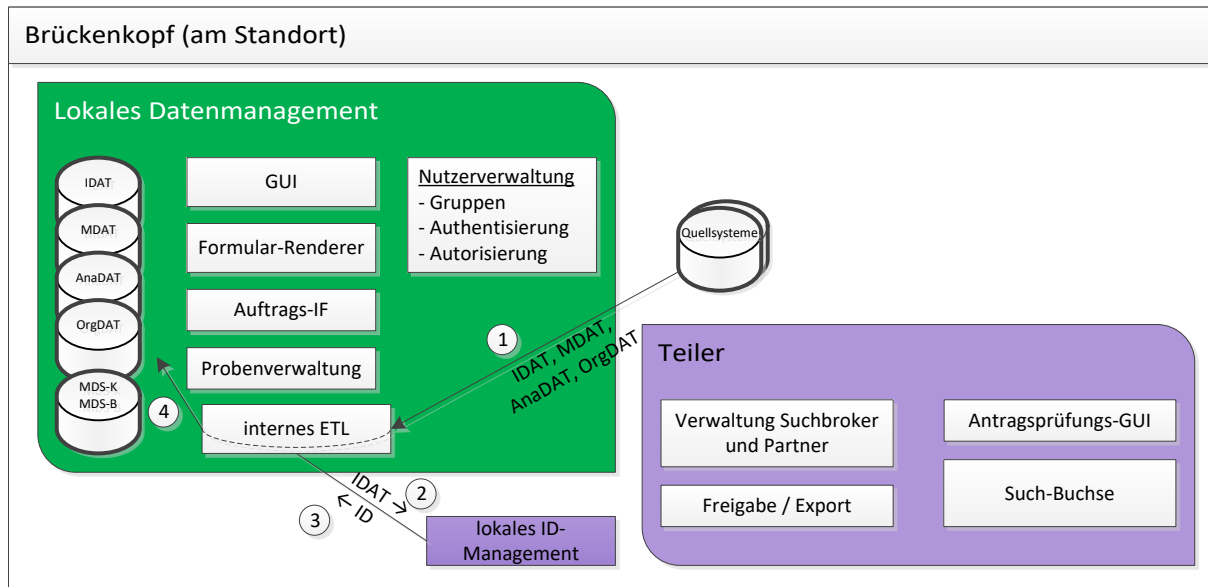 Brückenkopf (am Standort)
Lokales Datenmanagement
IDAT
MDAT
AnaDAT
OrgDAT
MDS-K
MDS-B
GUI
Formular-Renderer
Auftrags-IF
Probenverwaltung
internes ETL
Nutzerverwaltung
- Gruppen
- Authentisierung
- Autorisierung
Quellsysteme
1
IDAT, MDAT,
AnaDAT, OrgDAT
4
2
IDAT →
3
← ID
lokales ID-
Management
Teiler
Verwaltung Suchbroker
und Partner
Freigabe / Export
Antragsprüfungs-GUI
Such-Buchse